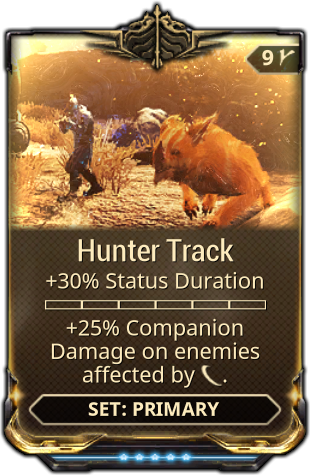 9
Hunter Track
+30% Status Duration
+25% Companion
Damage on enemies
affected by .
SET: PRIMARY